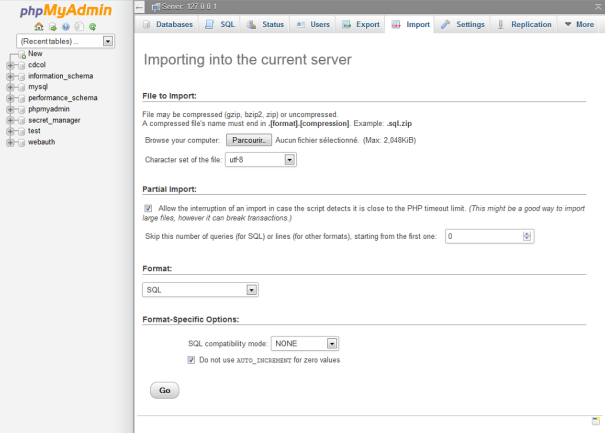 phpMyAdmin
(Recent tables) ...
New
cdcol
information_schema
mysql
performance_schema
phpmyadmin
secret_manager
test
webauth
Server: 127.0.0.1
Databases SQL Status Users Export Import Settings Replication More
Importing into the current server
File to Import:
File may be compressed (gzip, bzip2, zip) or uncompressed.
A compressed file's name must end in .[format].[compression]. Example: .sql.zip
Browse your computer: Parcourir... Aucun fichier sélectionné. (Max: 2,048KiB)
Character set of the file: utf-8
Partial Import:
Allow the interruption of an import in case the script detects it is close to the PHP timeout limit. (This might be a good way to import
large files, however it can break transactions.)
Skip this number of queries (for SQL) or lines (for other formats), starting from the first one: 0
Format:
SQL
Format-Specific Options:
SQL compatibility mode: NONE
Do not use AUTO_INCREMENT for zero values
Go